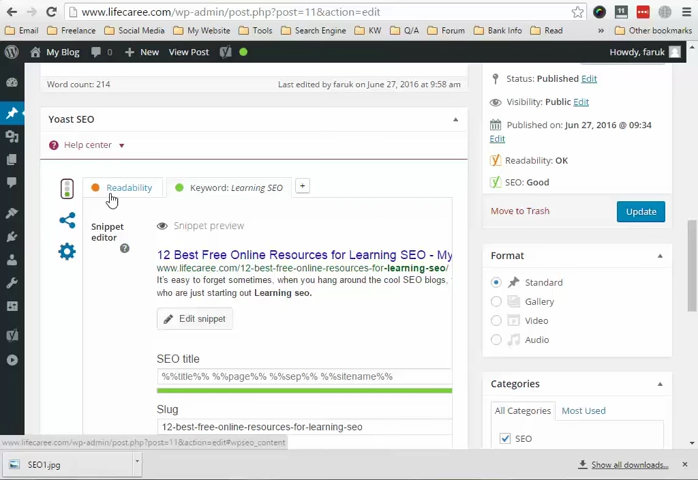 www.lifecaree.com/wp-admin/post.php?post=11&action=edit
Email Freelance Social Media My Website Tools Search Engine KW Q/A Forum Bank Info Read » Other bookmarks
My Blog 0 + New View Post Howdy, faruk
Word count: 214 Last edited by faruk on June 27, 2016 at 9:58 am
Status: Published Edit
Visibility: Public Edit
Published on: Jun 27, 2016 @ 09:34
Edit
Readability: OK
SEO: Good
Move to Trash Update
Yoast SEO
Help center
Readability Keyword: Learning SEO +
Snippet editor
Snippet preview
12 Best Free Online Resources for Learning SEO - My
www.lifecaree.com/12-best-free-online-resources-for-learning-seo/
It's easy to forget sometimes, when you hang around the cool SEO blogs,
who are just starting out Learning seo.
Edit snippet
SEO title
%%title%% %%page%% %%sep%% %%sitename%%
Slug
12-best-free-online-resources-for-learning-seo
Format
Standard
Gallery
Video
Audio
Categories
All Categories Most Used
SEO
www.lifecaree.com/wp-admin/post.php?post=11&action=edit#wpseo_content
SEO1.jpg Show all downloads...